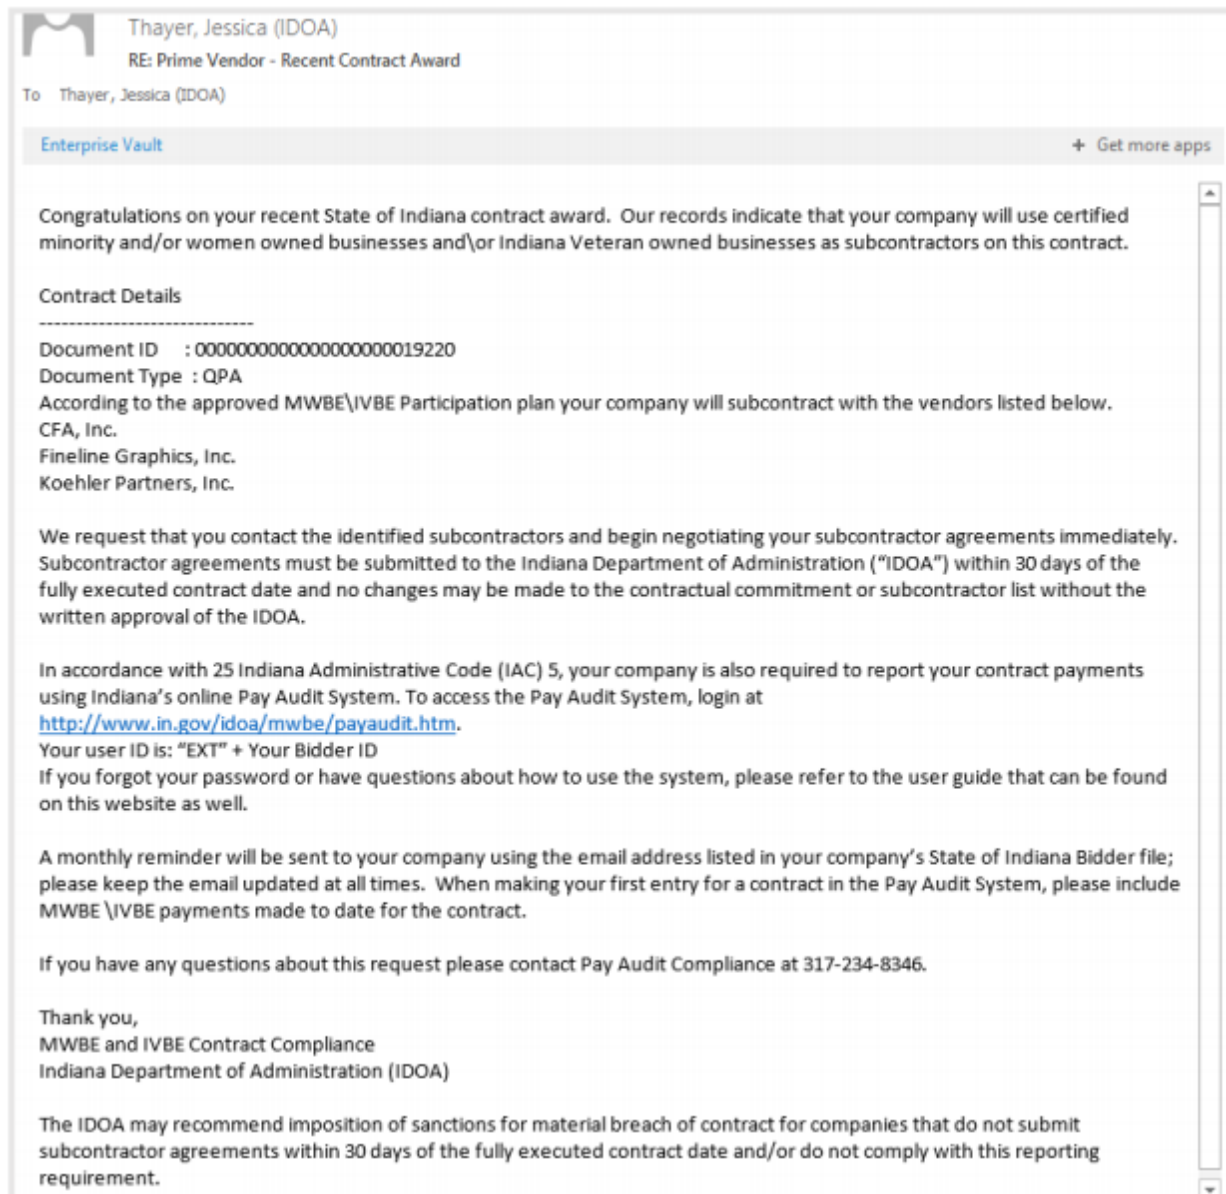 Thayer, Jessica (IDOA)
RE: Prime Vendor - Recent Contract Award
To Thayer, Jessica (IDOA)
Enterprise Vault + Get more apps
Congratulations on your recent State of Indiana contract award. Our records indicate that your company will use certified
minority and/or women owned businesses and\or Indiana Veteran owned businesses as subcontractors on this contract.
Contract Details
-----------------------------
Document ID : 0000000000000000000019220
Document Type : QPA
According to the approved MWBE\IVBE Participation plan your company will subcontract with the vendors listed below.
CFA, Inc.
Fineline Graphics, Inc.
Koehler Partners, Inc.
We request that you contact the identified subcontractors and begin negotiating your subcontractor agreements immediately.
Subcontractor agreements must be submitted to the Indiana Department of Administration (“IDOA”) within 30 days of the
fully executed contract date and no changes may be made to the contractual commitment or subcontractor list without the
written approval of the IDOA.
In accordance with 25 Indiana Administrative Code (IAC) 5, your company is also required to report your contract payments
using Indiana’s online Pay Audit System. To access the Pay Audit System, login at
http://www.in.gov/idoa/mwbe/payaudit.htm.
Your user ID is: “EXT” + Your Bidder ID
If you forgot your password or have questions about how to use the system, please refer to the user guide that can be found
on this website as well.
A monthly reminder will be sent to your company using the email address listed in your company’s State of Indiana Bidder file;
please keep the email updated at all times. When making your first entry for a contract in the Pay Audit System, please include
MWBE \IVBE payments made to date for the contract.
If you have any questions about this request please contact Pay Audit Compliance at 317-234-8346.
Thank you,
MWBE and IVBE Contract Compliance
Indiana Department of Administration (IDOA)
The IDOA may recommend imposition of sanctions for material breach of contract for companies that do not submit
subcontractor agreements within 30 days of the fully executed contract date and/or do not comply with this reporting
requirement.